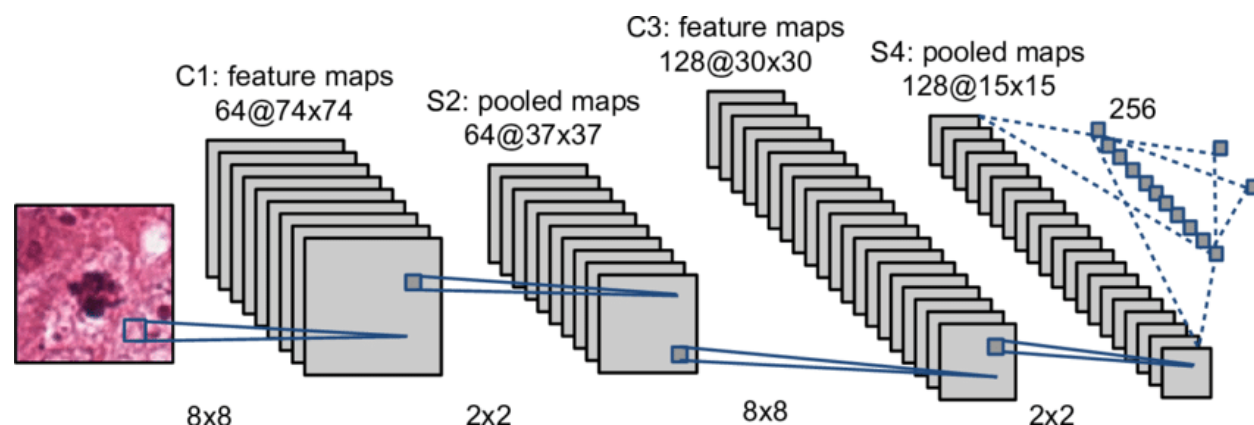 C1: feature maps
64@74x74
S2: pooled maps
64@37x37
C3: feature maps
128@30x30
S4: pooled maps
128@15x15
256
8x8
2x2
8x8
2x2